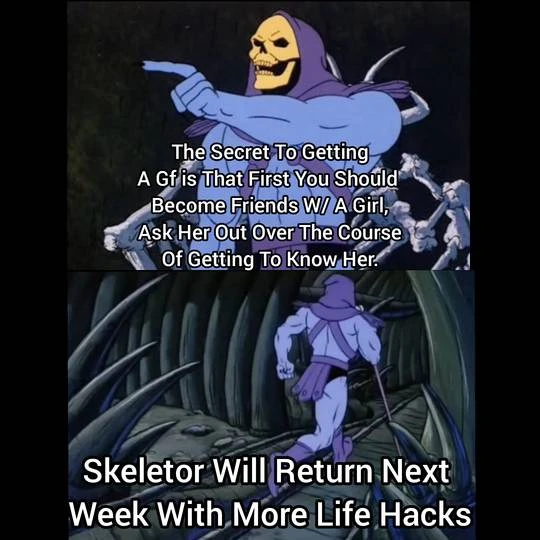 The Secret To Getting
A Gf is That First You Should
Become Friends W/ A Girl,
Ask Her Out Over The Course
Of Getting To Know Her.
Skeletor Will Return Next
Week With More Life Hacks